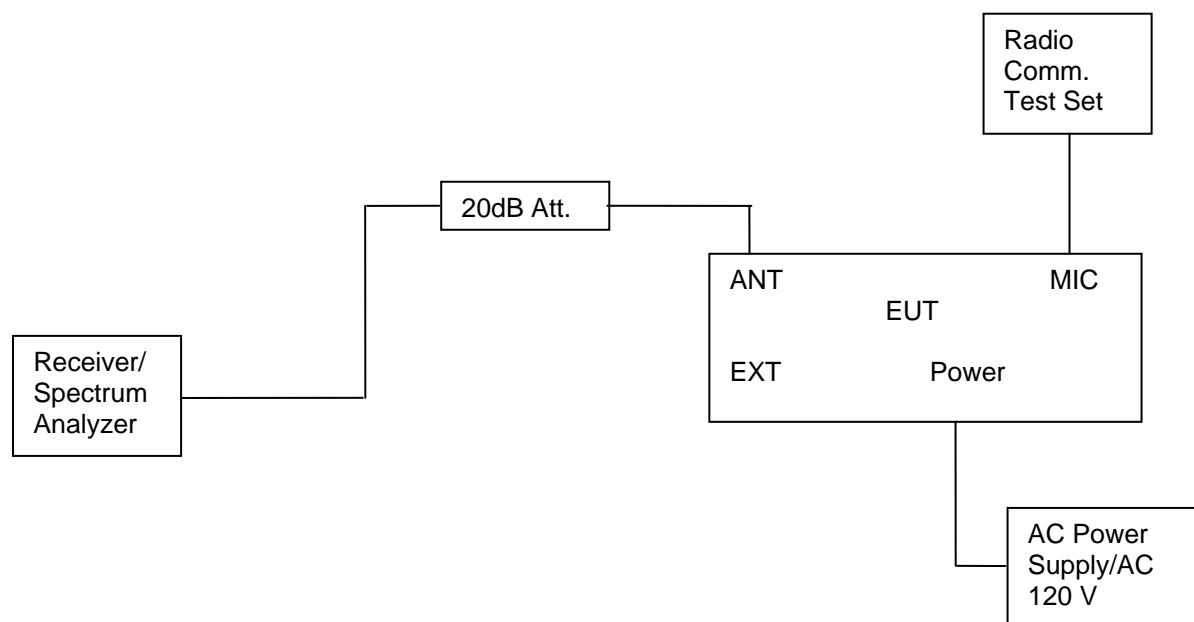 Radio
Comm.
Test Set
20dB Att.
ANT
MIC
EUT
Receiver/
Spectrum
Analyzer
EXT
Power
AC Power
Supply/AC
120 V